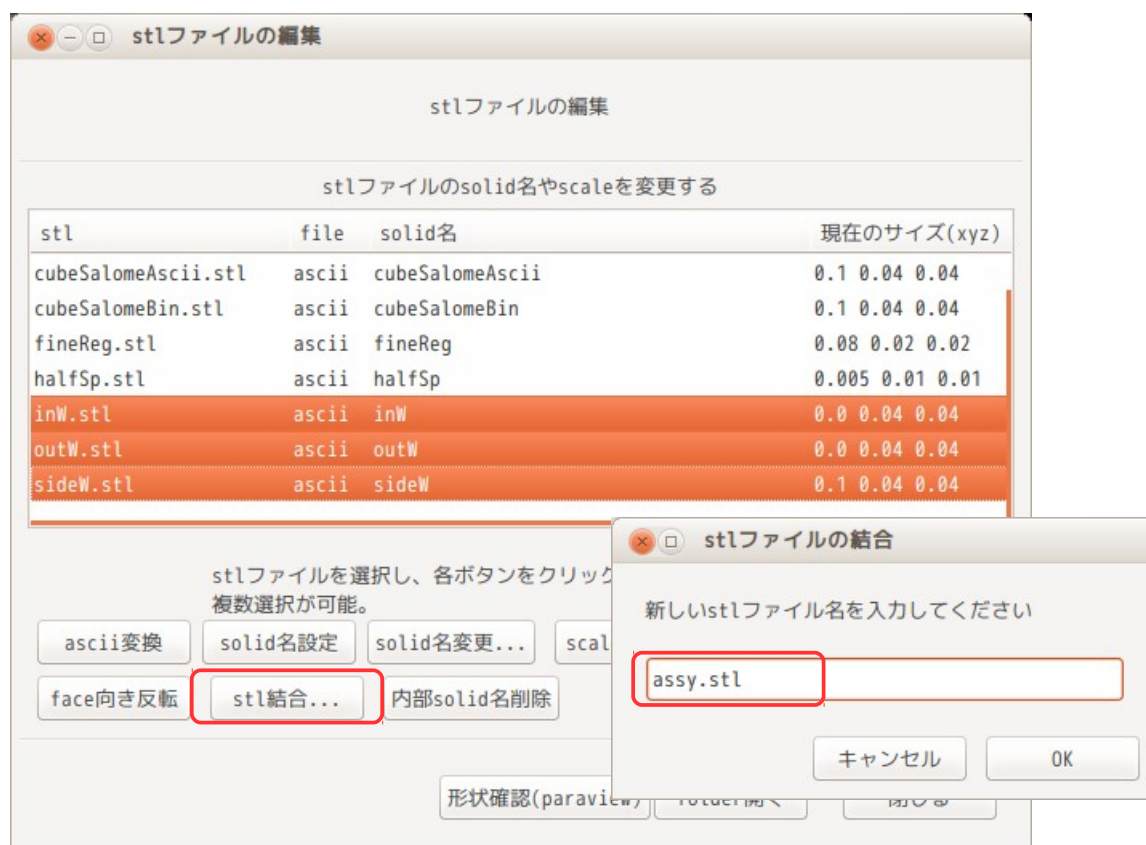 stlファイルの編集
stlファイルの編集
stlファイルのsolid名やscaleを変更する
stl file solid名 現在のサイズ(xyz)
cubeSalomeAscii.stl ascii cubeSalomeAscii 0.1 0.04 0.04
cubeSalomeBin.stl ascii cubeSalomeBin 0.1 0.04 0.04
fineReg.stl ascii fineReg 0.08 0.02 0.02
halfSp.stl ascii halfSp 0.005 0.01 0.01
inW.stl ascii inW 0.0 0.04 0.04
outW.stl ascii outW 0.0 0.04 0.04
sideW.stl ascii sideW 0.1 0.04 0.04
stlファイルを選択し、各ボタンをクリック
複数選択が可能。
ascii変換 solid名設定 solid名変更... scal
face向き反転 stl結合... 内部solid名削除
形状確認(paraview) folder開く 閉じる
stlファイルの結合
新しいstlファイル名を入力してください
assy.stl
キャンセル OK